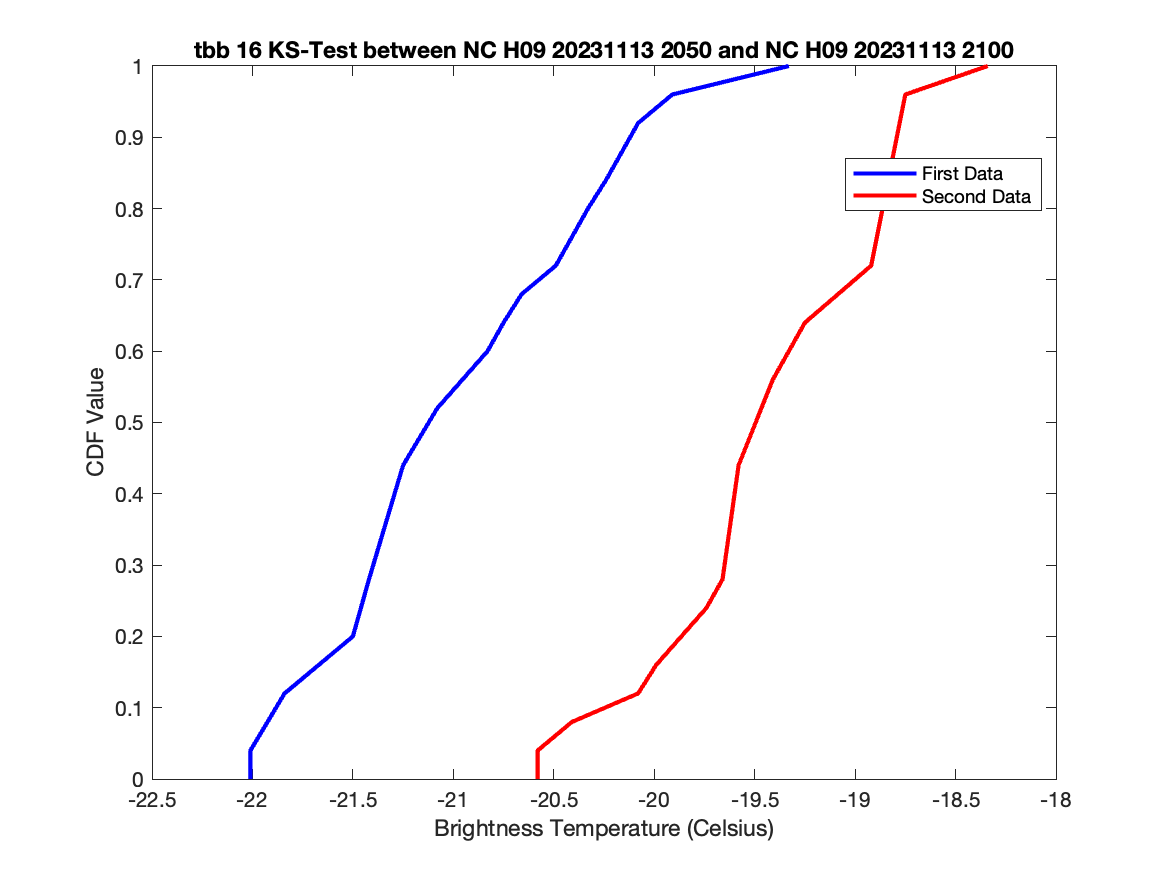 tbb 16 KS-Test between NC H09 20231113 2050 and NC H09 20231113 2100
1
0.9
0.8
0.7
0.6
0.5
0.4
0.3
0.2
0.1
0
CDF Value
First Data
Second Data
-22.5 -22 -21.5 -21 -20.5 -20 -19.5 -19 -18.5 -18
Brightness Temperature (Celsius)